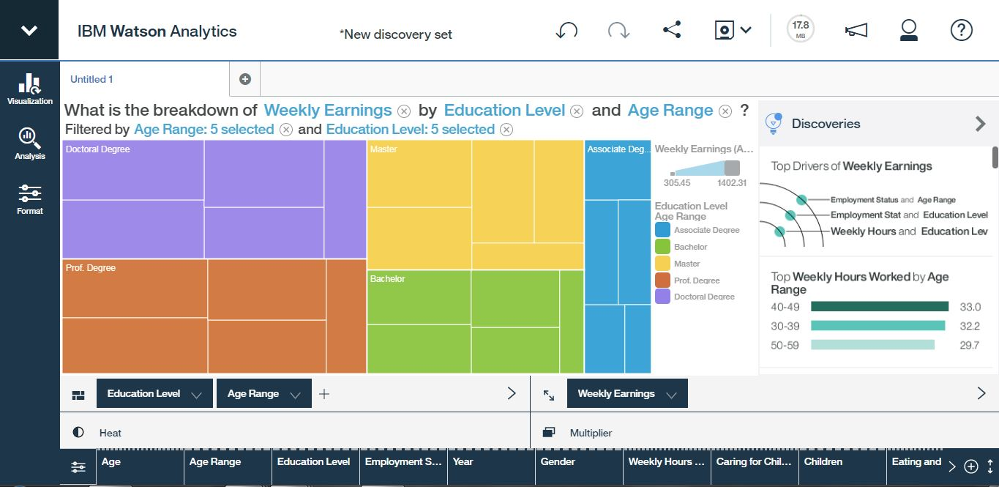 IBM Watson Analytics
*New discovery set
17.8
MB
?
Visualization
Analysis
Format
Untitled 1
What is the breakdown of Weekly Earnings by Education Level and Age Range ?
Filtered by Age Range: 5 selected and Education Level: 5 selected
Doctoral Degree
Master
Associate Deg...
Prof. Degree
Bachelor
Weekly Earnings (A...
305.45 1402.31
Education Level
Age Range
Associate Degree
Bachelor
Master
Prof. Degree
Doctoral Degree
Discoveries
Top Drivers of Weekly Earnings
Employment Status and Age Range
Employment Stat and Education Level
Weekly Hours and Education Lev
Top Weekly Hours Worked by Age
Range
40-49 33.0
30-39 32.2
50-59 29.7
Education Level Age Range
Weekly Earnings
Heat
Multiplier
Age Age Range Education Level Employment S... Year Gender Weekly Hours ... Caring for Chil... Children Eating and